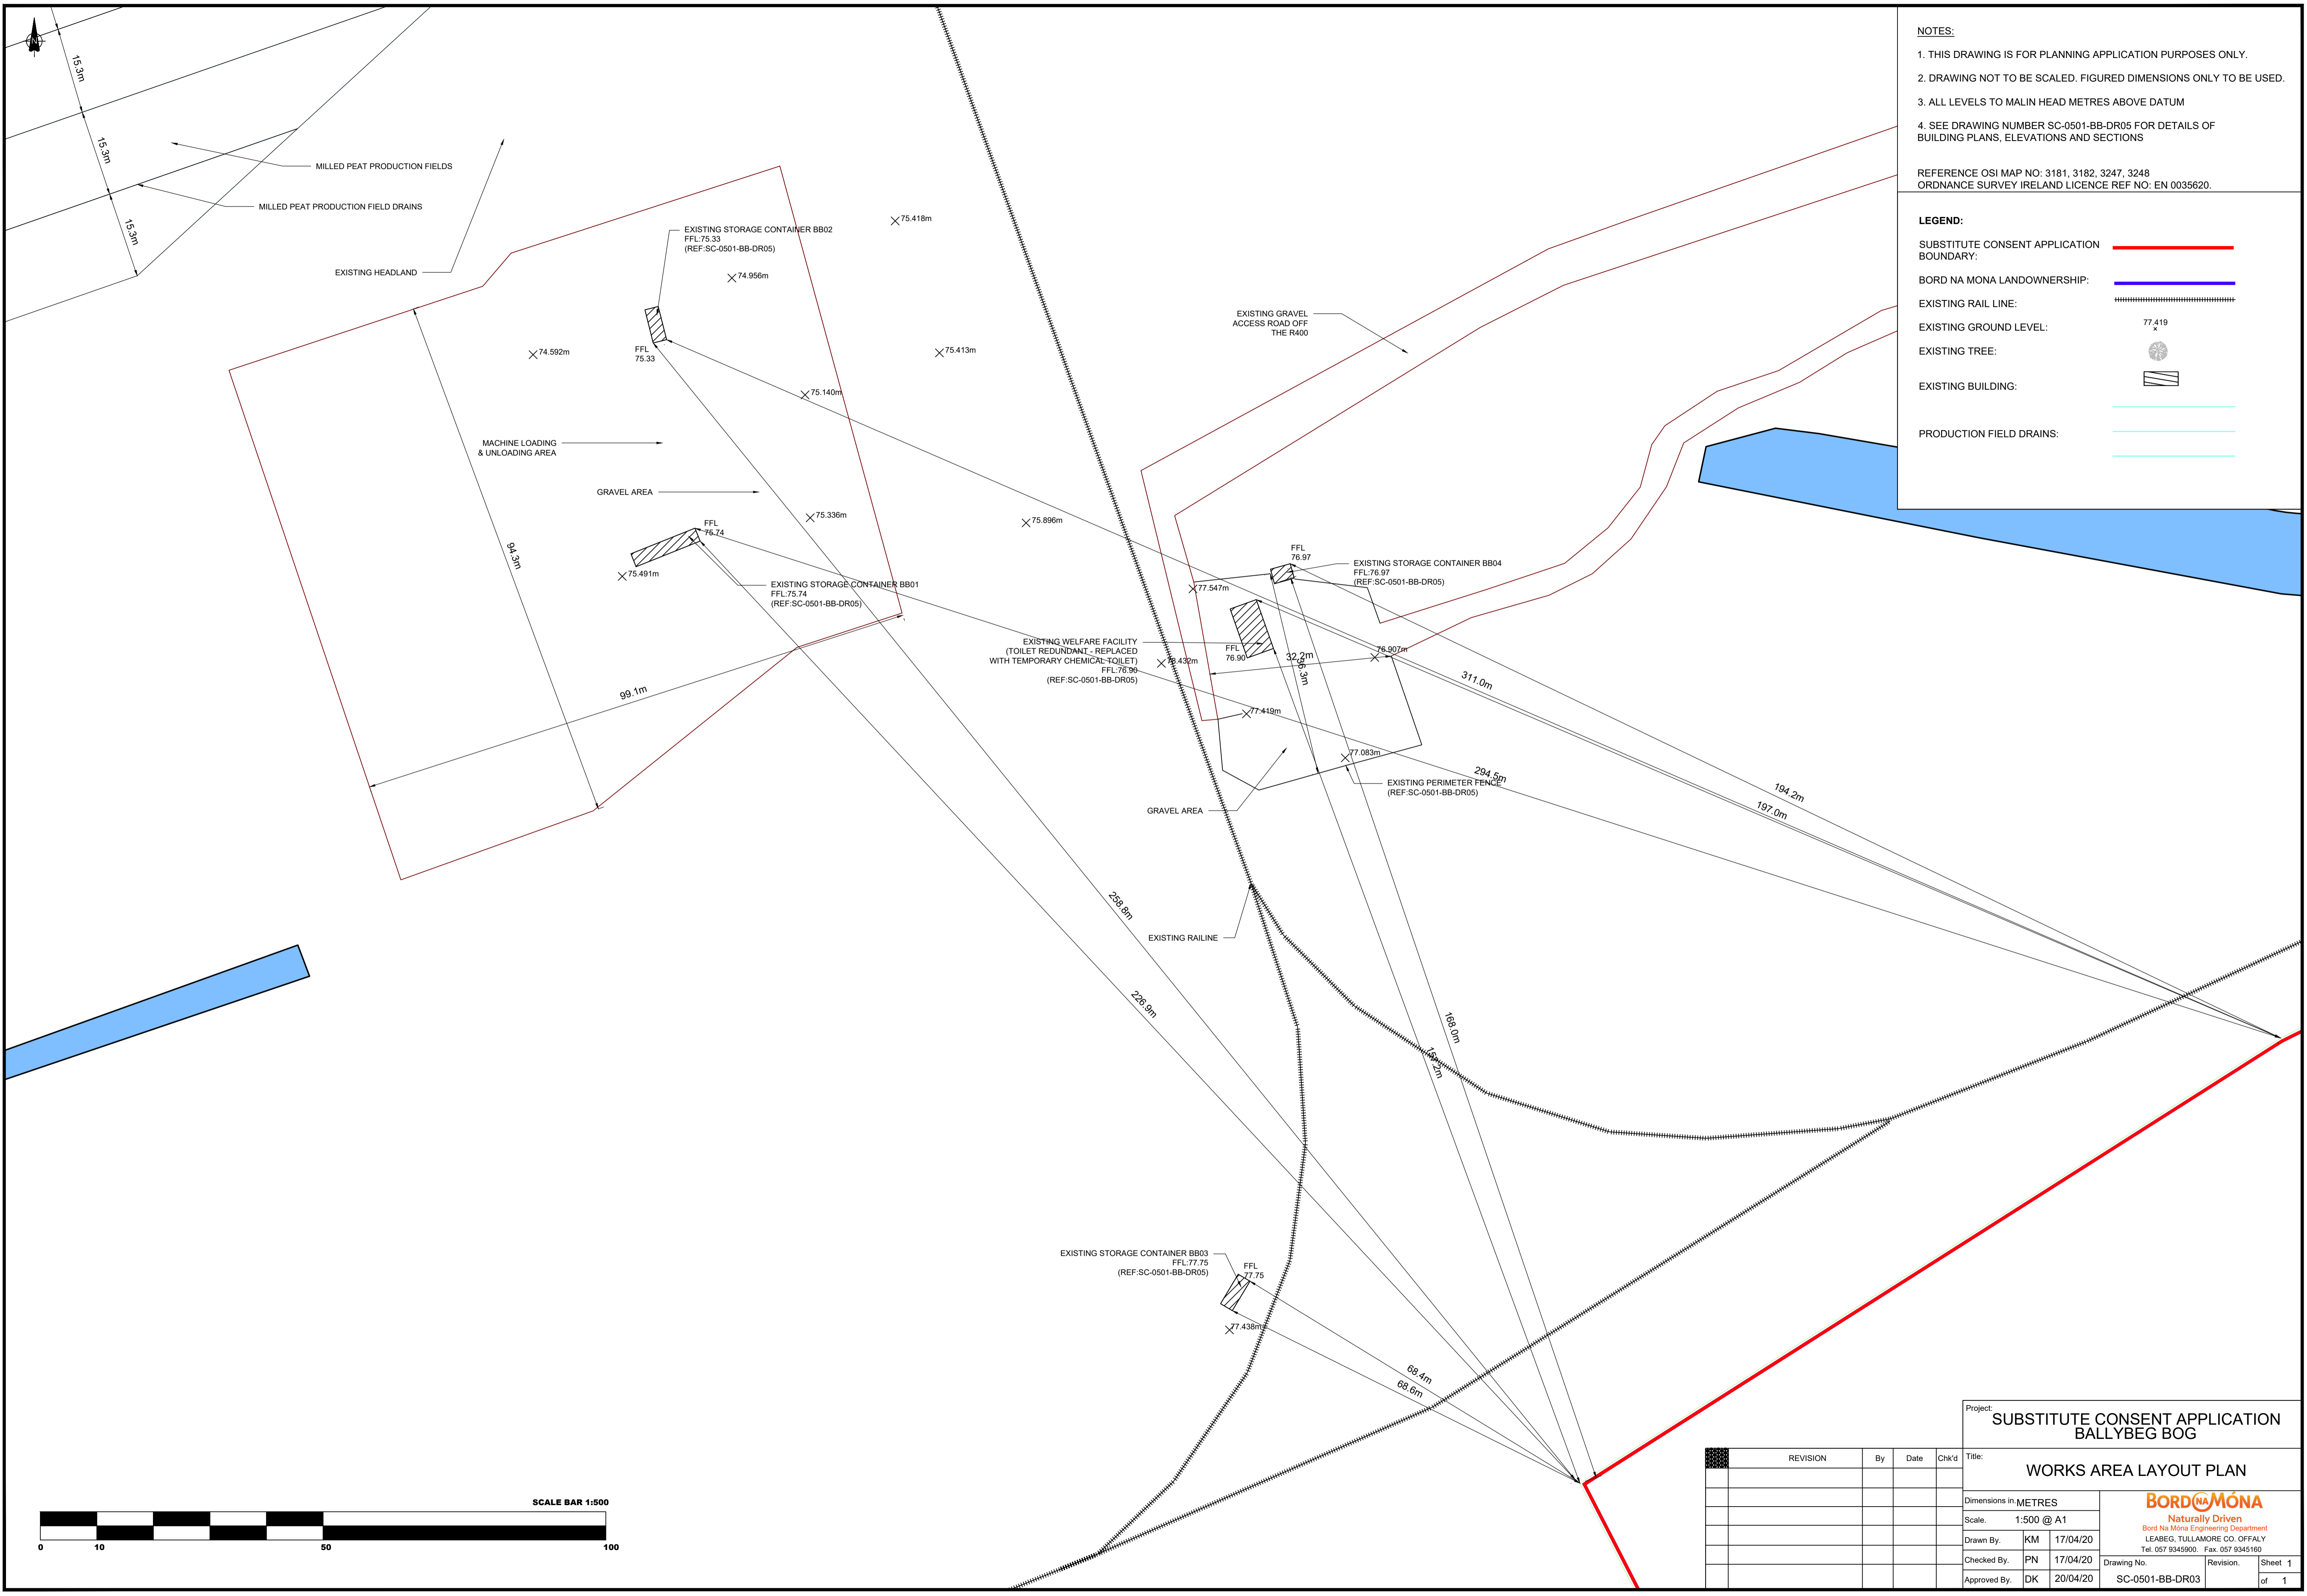 NOTES:
1. THIS DRAWING IS FOR PLANNING APPLICATION PURPOSES ONLY.
2. DRAWING NOT TO BE SCALED. FIGURED DIMENSIONS ONLY TO BE USED.
3. ALL LEVELS TO MALIN HEAD METRES ABOVE DATUM
4. SEE DRAWING NUMBER SC-0501-BB-DR05 FOR DETAILS OF
BUILDING PLANS, ELEVATIONS AND SECTIONS
REFERENCE OSI MAP NO: 3181, 3182, 3247, 3248
ORDNANCE SURVEY IRELAND LICENCE REF NO: EN 0035620.
LEGEND:
SUBSTITUTE CONSENT APPLICATION
BOUNDARY:
BORD NA MONA LANDOWNERSHIP:
EXISTING RAIL LINE:
EXISTING GROUND LEVEL:
77.419
EXISTING TREE:
EXISTING BUILDING:
PRODUCTION FIELD DRAINS:
15.3m
15.3m
15.3m
MILLED PEAT PRODUCTION FIELDS
MILLED PEAT PRODUCTION FIELD DRAINS
EXISTING HEADLAND
EXISTING STORAGE CONTAINER BB02
FFL:75.33
(REF:SC-0501-BB-DR05)
75.418m
74.956m
FFL
75.33
74.592m
75.413m
75.140m
EXISTING GRAVEL
ACCESS ROAD OFF
THE R400
MACHINE LOADING
& UNLOADING AREA
GRAVEL AREA
75.336m
75.896m
FFL
75.74
94.3m
75.491m
EXISTING STORAGE CONTAINER BB01
FFL:75.74
(REF:SC-0501-BB-DR05)
99.1m
FFL
76.97
EXISTING STORAGE CONTAINER BB04
FFL:76.97
(REF:SC-0501-BB-DR05)
77.547m
EXISTING WELFARE FACILITY
(TOILET REDUNDANT - REPLACED
WITH TEMPORARY CHEMICAL TOILET)
FFL:76.90
(REF:SC-0501-BB-DR05)
FFL
76.90
32.2m
36.3m
76.907m
311.0m
77.419m
77.083m
EXISTING PERIMETER FENCE
(REF:SC-0501-BB-DR05)
294.5m
194.2m
197.0m
GRAVEL AREA
258.8m
EXISTING RAILINE
226.9m
168.0m
EXISTING STORAGE CONTAINER BB03
FFL:77.75
(REF:SC-0501-BB-DR05)
FFL
77.75
77.438m
68.4m
68.6m
SCALE BAR 1:500
0 10 50 100
REVISION By Date Chk'd
Project:
SUBSTITUTE CONSENT APPLICATION
BALLYBEG BOG
Title:
WORKS AREA LAYOUT PLAN
Dimensions in. METRES
Scale. 1:500 @ A1
Drawn By. KM 17/04/20
Checked By. PN 17/04/20
Approved By. DK 20/04/20
BORD NA MÓNA
Naturally Driven
Bord Na Móna Engineering Department
LEABEG, TULLAMORE CO. OFFALY
Tel. 057 9345900. Fax. 057 9345160
Drawing No.
SC-0501-BB-DR03
Revision.
Sheet 1
of 1